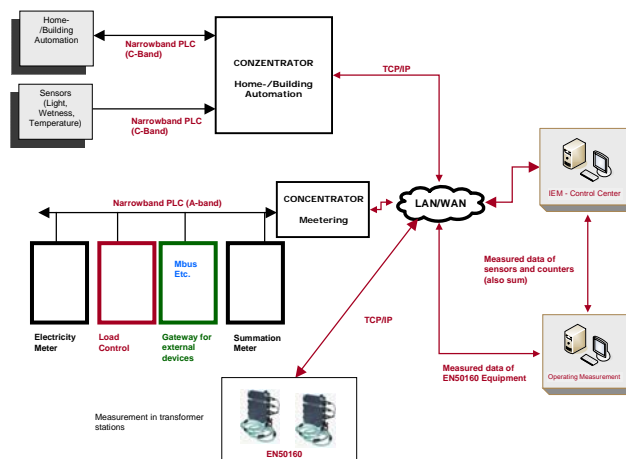 Home-
/Building
Automation
Narrowband PLC
(C-Band)
CONZENTRATOR
Home-/Building
Automation
TCP/IP
Sensors
(Light,
Wetness,
Temperature)
Narrowband PLC
(C-Band)
IEM - Control Center
Narrowband PLC (A-band)
CONCENTRATOR
Meetering
LAN/WAN
Mbus
Etc.
Measured data of
sensors and counters
(also sum)
Electricity
Meter
Load
Control
Gateway for
external
devices
Summation
Meter
TCP/IP
Measured data of
EN50160 Equipment
Operating Measurement
Measurement in transformer
stations
EN50160